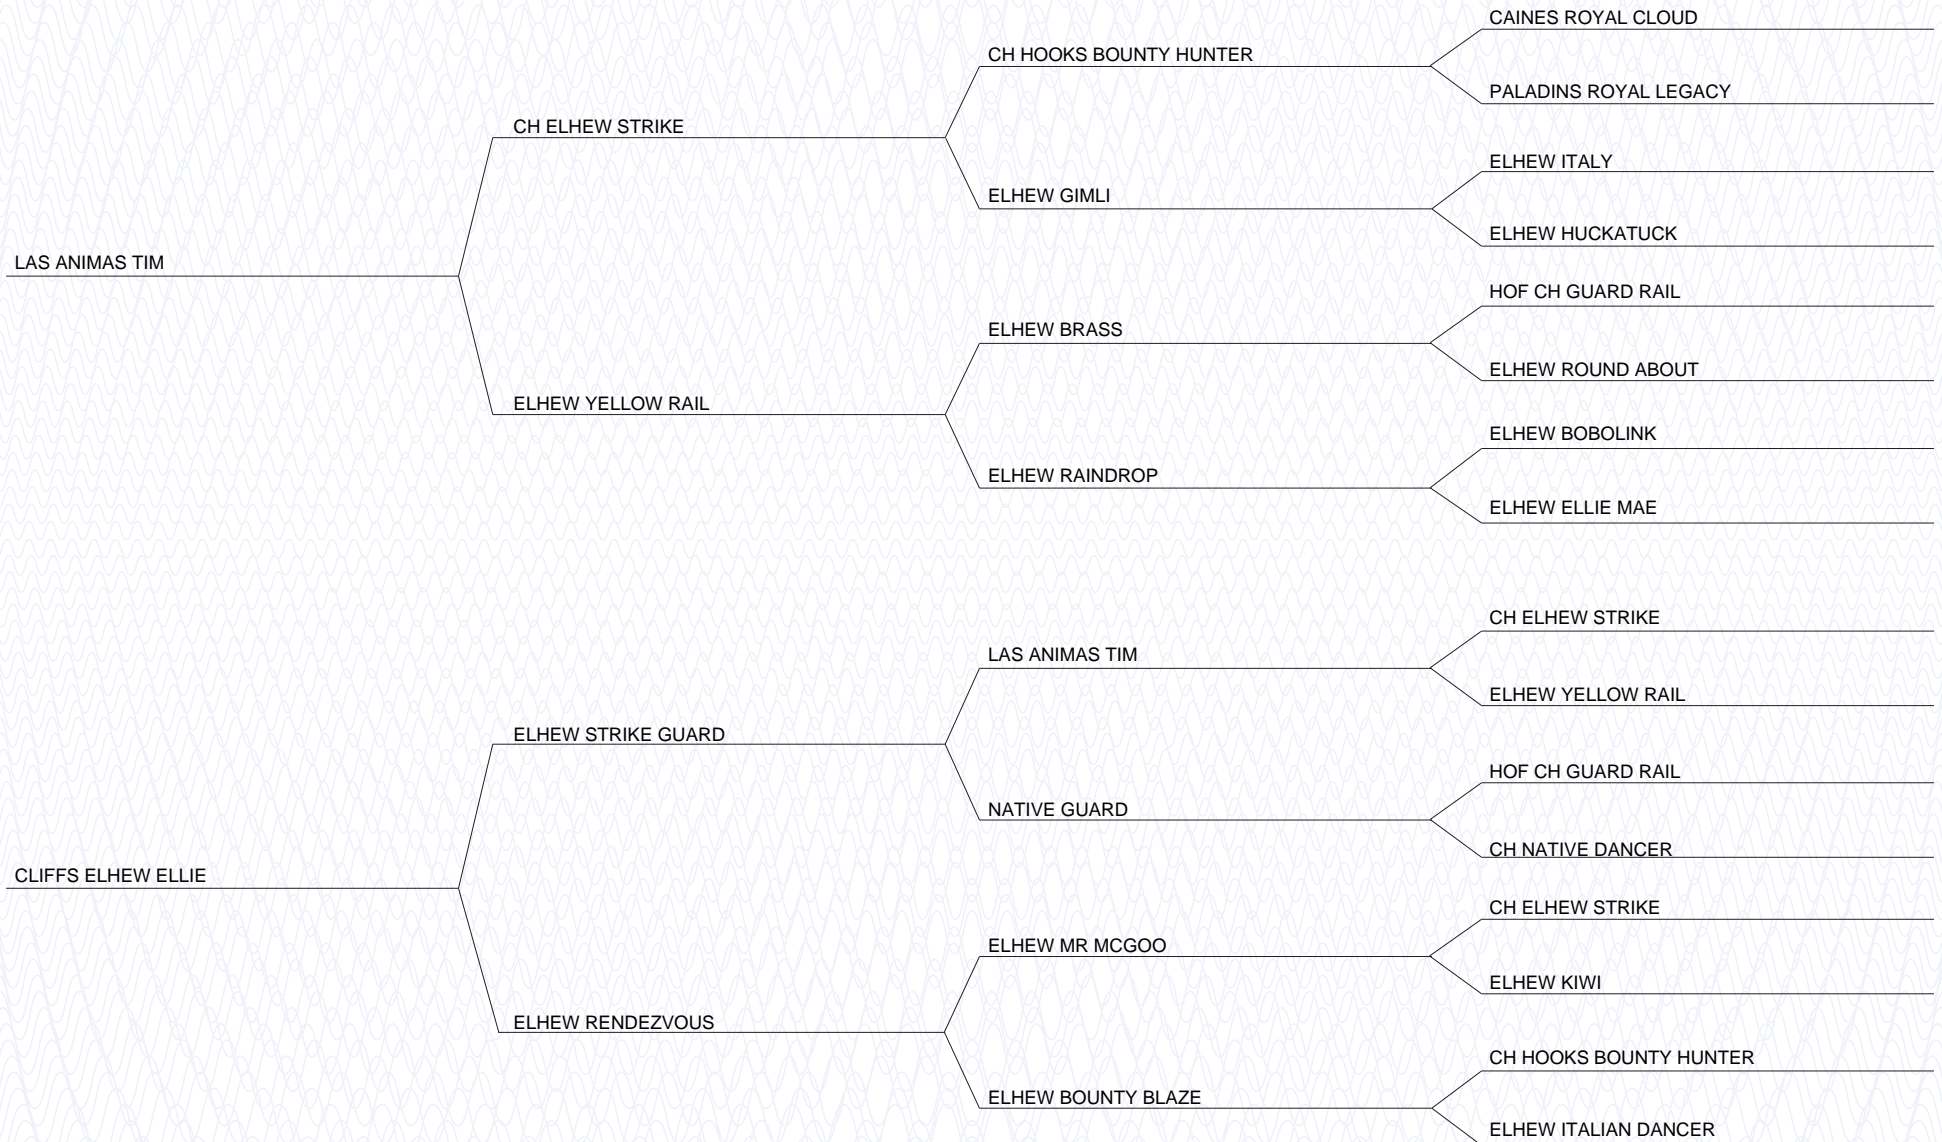 CAINES ROYAL CLOUD
CH HOOKS BOUNTY HUNTER
PALADINS ROYAL LEGACY
CH ELHEW STRIKE
ELHEW ITALY
ELHEW GIMLI
ELHEW HUCKATUCK
LAS ANIMAS TIM
HOF CH GUARD RAIL
ELHEW BRASS
ELHEW ROUND ABOUT
ELHEW YELLOW RAIL
ELHEW BOBOLINK
ELHEW RAINDROP
ELHEW ELLIE MAE
CH ELHEW STRIKE
LAS ANIMAS TIM
ELHEW YELLOW RAIL
ELHEW STRIKE GUARD
HOF CH GUARD RAIL
NATIVE GUARD
CH NATIVE DANCER
CLIFFS ELHEW ELLIE
CH ELHEW STRIKE
ELHEW MR MCGOO
ELHEW KIWI
ELHEW RENDEZVOUS
CH HOOKS BOUNTY HUNTER
ELHEW BOUNTY BLAZE
ELHEW ITALIAN DANCER